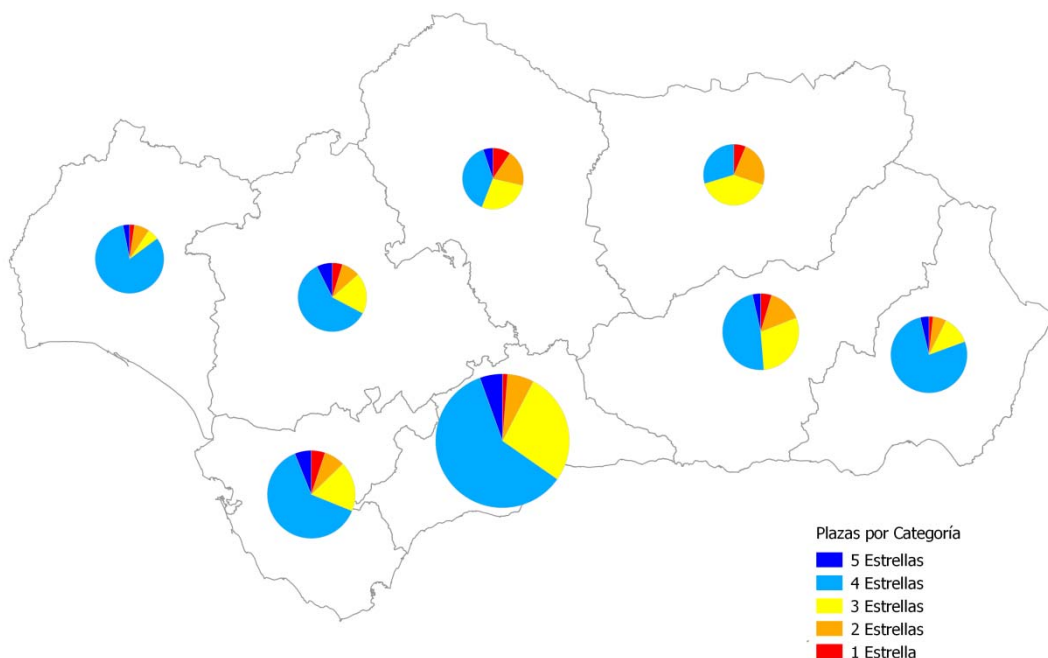 Plazas por Categoría
5 Estrellas
4 Estrellas
3 Estrellas
2 Estrellas
1 Estrella